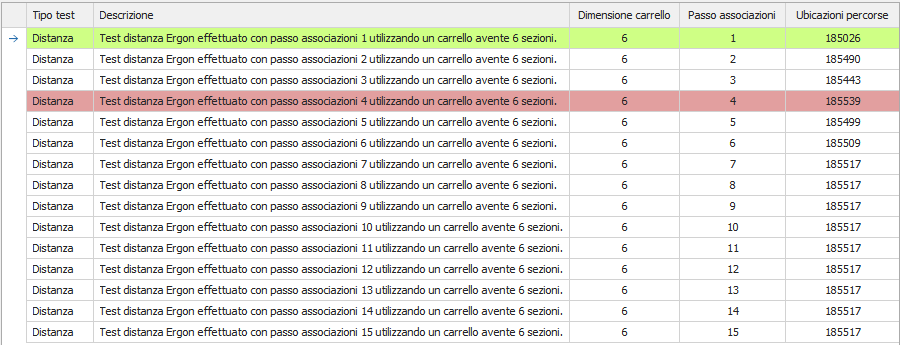 Tipo test Descrizione Dimensione carrello Passo associazioni Ubicazioni percorse
Distanza Test distanza Ergon effettuato con passo associazioni 1 utilizzando un carrello avente 6 sezioni. 6 1 185026
Distanza Test distanza Ergon effettuato con passo associazioni 2 utilizzando un carrello avente 6 sezioni. 6 2 185490
Distanza Test distanza Ergon effettuato con passo associazioni 3 utilizzando un carrello avente 6 sezioni. 6 3 185443
Distanza Test distanza Ergon effettuato con passo associazioni 4 utilizzando un carrello avente 6 sezioni. 6 4 185539
Distanza Test distanza Ergon effettuato con passo associazioni 5 utilizzando un carrello avente 6 sezioni. 6 5 185499
Distanza Test distanza Ergon effettuato con passo associazioni 6 utilizzando un carrello avente 6 sezioni. 6 6 185509
Distanza Test distanza Ergon effettuato con passo associazioni 7 utilizzando un carrello avente 6 sezioni. 6 7 185517
Distanza Test distanza Ergon effettuato con passo associazioni 8 utilizzando un carrello avente 6 sezioni. 6 8 185517
Distanza Test distanza Ergon effettuato con passo associazioni 9 utilizzando un carrello avente 6 sezioni. 6 9 185517
Distanza Test distanza Ergon effettuato con passo associazioni 10 utilizzando un carrello avente 6 sezioni. 6 10 185517
Distanza Test distanza Ergon effettuato con passo associazioni 11 utilizzando un carrello avente 6 sezioni. 6 11 185517
Distanza Test distanza Ergon effettuato con passo associazioni 12 utilizzando un carrello avente 6 sezioni. 6 12 185517
Distanza Test distanza Ergon effettuato con passo associazioni 13 utilizzando un carrello avente 6 sezioni. 6 13 185517
Distanza Test distanza Ergon effettuato con passo associazioni 14 utilizzando un carrello avente 6 sezioni. 6 14 185517
Distanza Test distanza Ergon effettuato con passo associazioni 15 utilizzando un carrello avente 6 sezioni. 6 15 185517